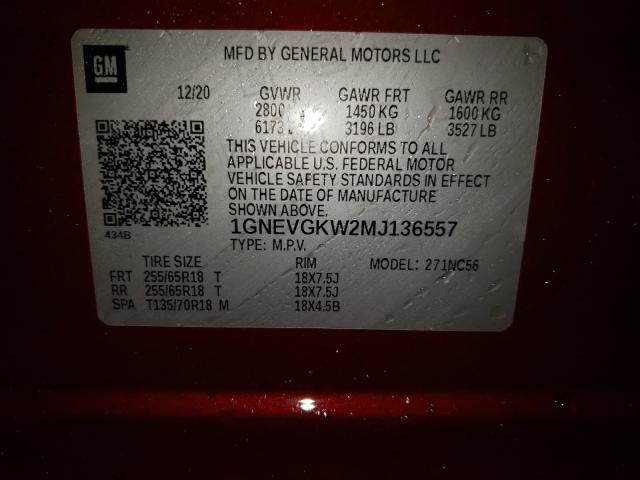 GM
MFD BY GENERAL MOTORS LLC
12/20 GVWR GAWR FRT GAWR RR
2800 1450 KG 1600 KG
6173 3196 LB 3527 LB
THIS VEHICLE CONFORMS TO ALL
APPLICABLE U.S. FEDERAL MOTOR
VEHICLE SAFETY STANDARDS IN EFFECT
ON THE DATE OF MANUFACTURE
SHOWN ABOVE.
434B
1GNEVGKW2MJ136557
TYPE: M.P.V.
TIRE SIZE RIM MODEL: 271NC56
FRT 255/65R18 T 18X7.5J
RR 255/65R18 T 18X7.5J
SPA T135/70R18 M 18X4.5B